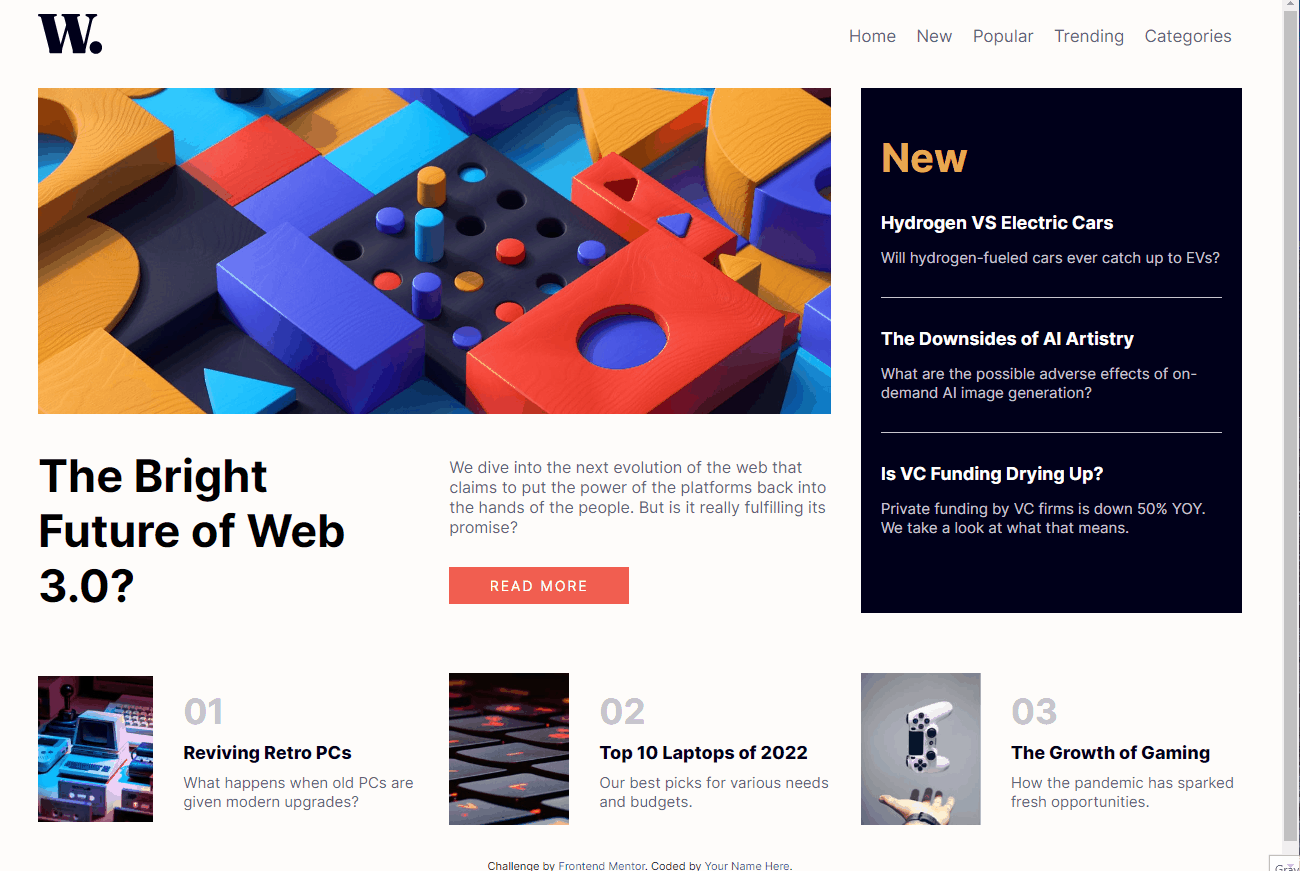 W.
Home New Popular Trending Categories
New
Hydrogen VS Electric Cars
Will hydrogen-fueled cars ever catch up to EVs?
The Downsides of AI Artistry
What are the possible adverse effects of on-
demand AI image generation?
Is VC Funding Drying Up?
Private funding by VC firms is down 50% YOY.
We take a look at what that means.
The Bright
Future of Web
3.0?
We dive into the next evolution of the web that
claims to put the power of the platforms back into
the hands of the people. But is it really fulfilling its
promise?
READ MORE
01
Reviving Retro PCs
What happens when old PCs are
given modern upgrades?
02
Top 10 Laptops of 2022
Our best picks for various needs
and budgets.
03
The Growth of Gaming
How the pandemic has sparked
fresh opportunities.
Challenge by Frontend Mentor. Coded by Your Name Here.